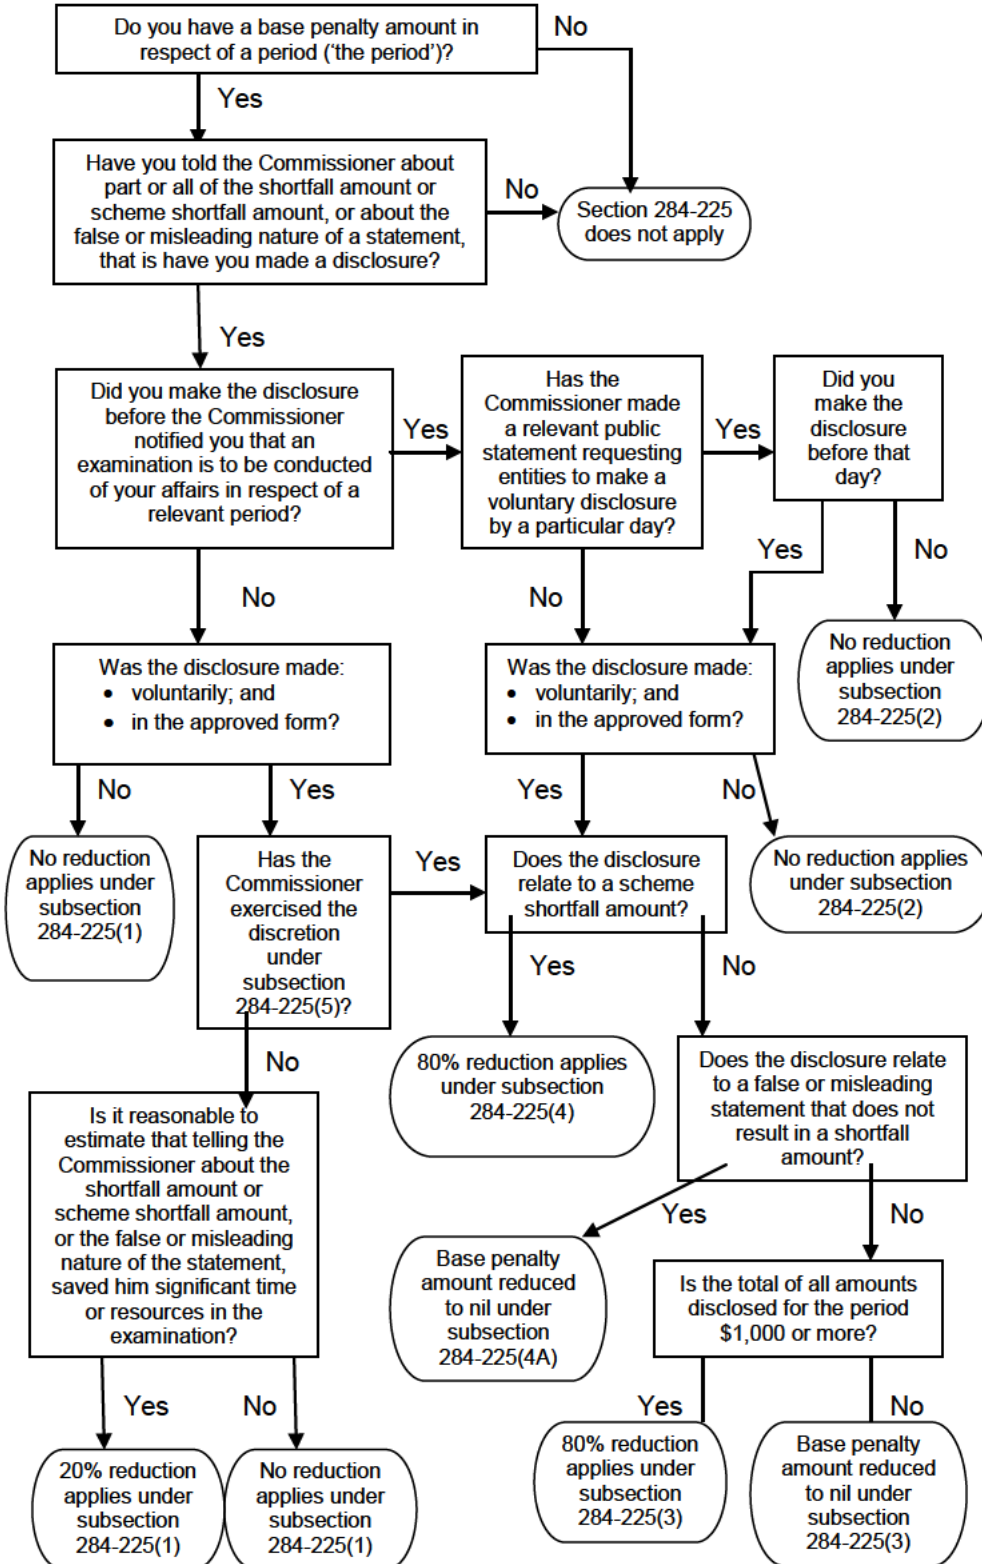 Do you have a base penalty amount in
respect of a period ('the period')?
No
Yes
Have you told the Commissioner about
part or all of the shortfall amount or
scheme shortfall amount, or about the
false or misleading nature of a statement,
that is have you made a disclosure?
No
Section 284-225
does not apply
Yes
Did you make the disclosure
before the Commissioner
notified you that an
examination is to be conducted
of your affairs in respect of a
relevant period?
Yes
Has the
Commissioner made
a relevant public
statement requesting
entities to make a
voluntary disclosure
by a particular day?
Yes
Did you
make the
disclosure
before that
day?
No
No
Yes
No
No reduction
applies under
subsection
284-225(2)
Was the disclosure made:
• voluntarily; and
• in the approved form?
Was the disclosure made:
• voluntarily; and
• in the approved form?
No
Yes
Yes
No
No reduction
applies under
subsection
284-225(1)
Has the
Commissioner
exercised the
discretion
under
subsection
284-225(5)?
Yes
Does the disclosure
relate to a scheme
shortfall amount?
No reduction applies
under subsection
284-225(2)
No
Yes
No
80% reduction applies
under subsection
284-225(4)
Does the disclosure relate
to a false or misleading
statement that does not
result in a shortfall
amount?
Is it reasonable to
estimate that telling the
Commissioner about the
shortfall amount or
scheme shortfall amount,
or the false or misleading
nature of the statement,
saved him significant time
or resources in the
examination?
Yes
No
Base penalty
amount reduced
to nil under
subsection
284-225(4A)
Is the total of all amounts
disclosed for the period
$1,000 or more?
Yes
No
Yes
No
20% reduction
applies under
subsection
284-225(1)
No reduction
applies under
subsection
284-225(1)
80% reduction
applies under
subsection
284-225(3)
Base penalty
amount reduced
to nil under
subsection
284-225(3)